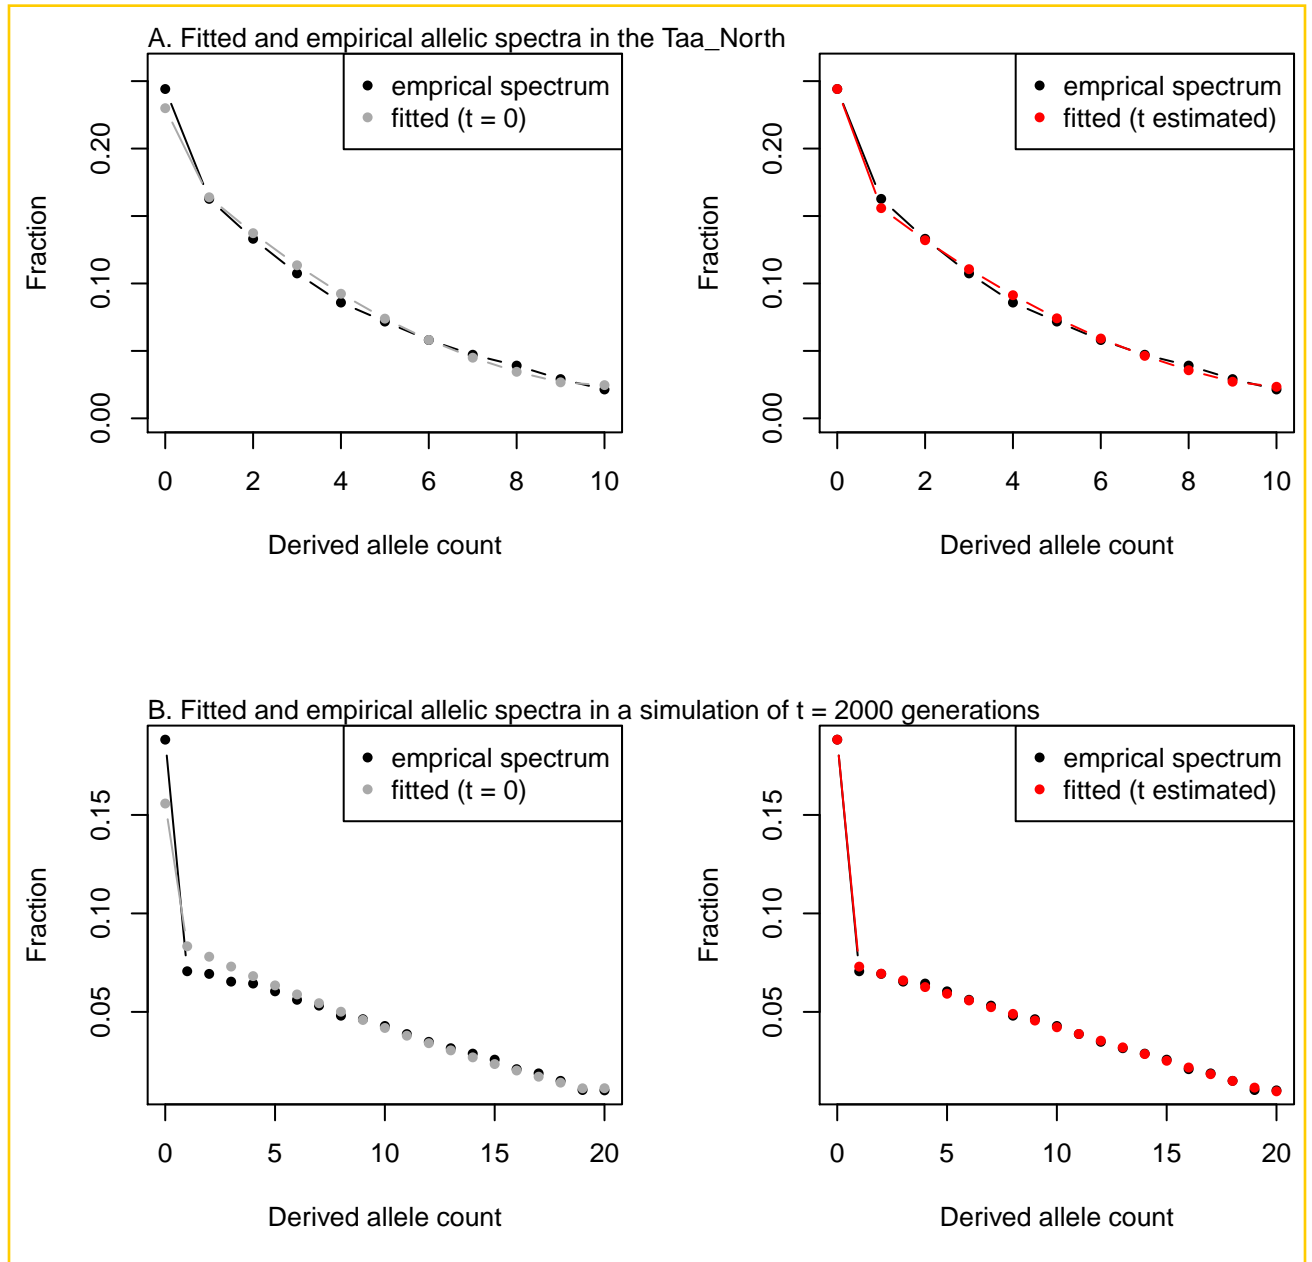 A. Fitted and empirical allelic spectra in the Taa_North
emprical spectrum
fitted (t = 0)
Fraction
0.00
0.10
0.20
0 2 4 6 8 10
Derived allele count
emprical spectrum
fitted (t estimated)
Fraction
0.00
0.10
0.20
0 2 4 6 8 10
Derived allele count
B. Fitted and empirical allelic spectra in a simulation of t = 2000 generations
emprical spectrum
fitted (t = 0)
Fraction
0.05
0.10
0.15
0 5 10 15 20
Derived allele count
emprical spectrum
fitted (t estimated)
Fraction
0.05
0.10
0.15
0 5 10 15 20
Derived allele count